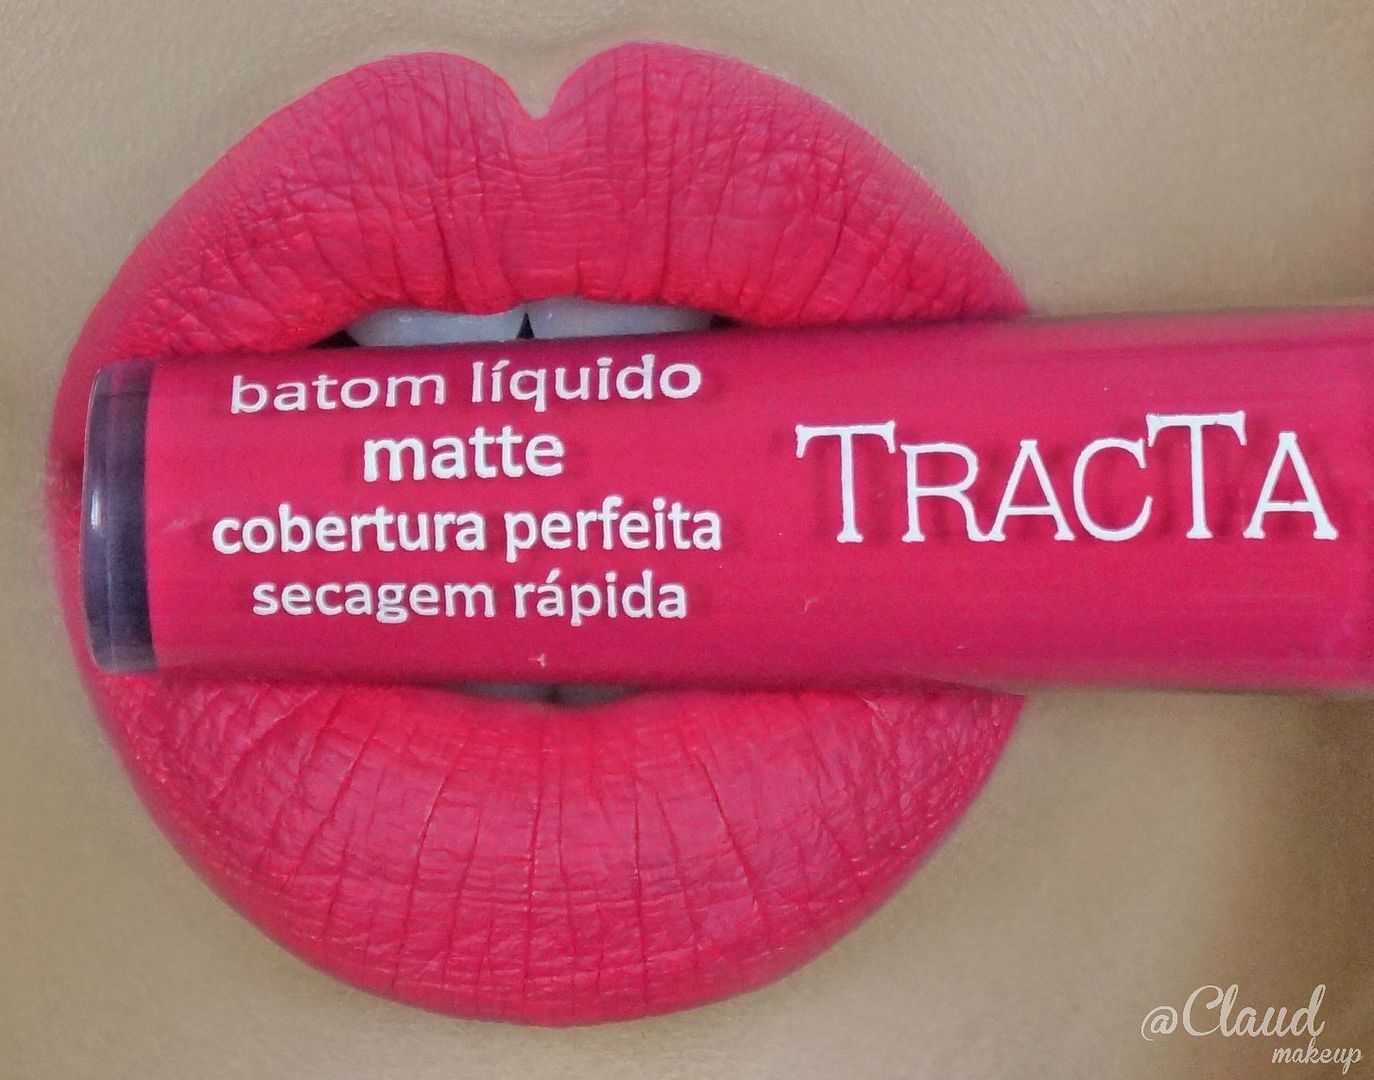 batom líquido
matte
cobertura perfeita
secagem rápida
TRACTA
@Claud
makeup